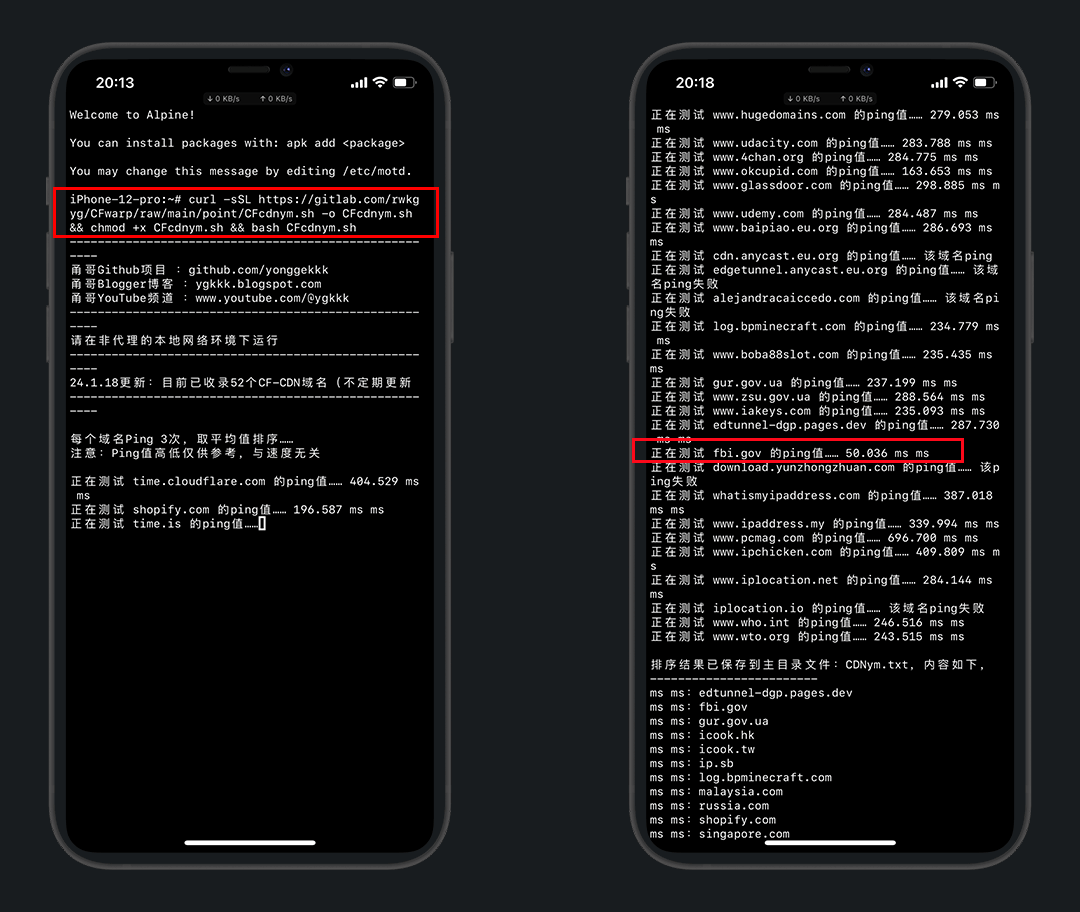 20:13
↓ 0 KB/s ↑ 0 KB/s
Welcome to Alpine!
You can install packages with: apk add <package>
You may change this message by editing /etc/motd.
iPhone-12-pro:~# curl -sSL https://gitlab.com/rwkg
yg/CFwarp/raw/main/point/CFcdnym.sh -o CFcdnym.sh
&& chmod +x CFcdnym.sh && bash CFcdnym.sh
--------------------------------------------------
----
甬哥Github项目 : github.com/yonggekkk
甬哥Blogger博客 : ygkkk.blogspot.com
甬哥YouTube频道 : www.youtube.com/@ygkkk
--------------------------------------------------
----
请在非代理的本地网络环境下运行
--------------------------------------------------
----
24.1.18更新：目前已收录52个CF-CDN域名（不定期更新
--------------------------------------------------
----
每个域名Ping 3次，取平均值排序……
注意：Ping值高低仅供参考，与速度无关
正在测试 time.cloudflare.com 的ping值…… 404.529 ms
ms
正在测试 shopify.com 的ping值…… 196.587 ms ms
正在测试 time.is 的ping值……
20:18
↓ 0 KB/s ↑ 0 KB/s
正在测试 www.hugedomains.com 的ping值…… 279.053 ms
ms
正在测试 www.udacity.com 的ping值…… 283.788 ms ms
正在测试 www.4chan.org 的ping值…… 284.775 ms ms
正在测试 www.okcupid.com 的ping值…… 163.653 ms ms
正在测试 www.glassdoor.com 的ping值…… 298.885 ms m
s
正在测试 www.udemy.com 的ping值…… 284.487 ms ms
正在测试 www.baipiao.eu.org 的ping值…… 286.693 ms
ms
正在测试 cdn.anycast.eu.org 的ping值…… 该域名ping
正在测试 edgetunnel.anycast.eu.org 的ping值…… 该域
名ping失败
正在测试 alejandracaiccedo.com 的ping值…… 该域名pi
ng失败
正在测试 log.bpminecraft.com 的ping值…… 234.779 ms
ms
正在测试 www.boba88slot.com 的ping值…… 235.435 ms
ms
正在测试 gur.gov.ua 的ping值…… 237.199 ms ms
正在测试 www.zsu.gov.ua 的ping值…… 288.564 ms ms
正在测试 www.iakeys.com 的ping值…… 235.093 ms ms
正在测试 edtunnel-dgp.pages.dev 的ping值…… 287.730
ms ms
正在测试 fbi.gov 的ping值…… 50.036 ms ms
正在测试 download.yunzhongzhuan.com 的ping值…… 该p
ing失败
正在测试 whatismyipaddress.com 的ping值…… 387.018
ms ms
正在测试 www.ipaddress.my 的ping值…… 339.994 ms ms
正在测试 www.pcmag.com 的ping值…… 696.700 ms ms
正在测试 www.ipchicken.com 的ping值…… 409.809 ms m
s
正在测试 www.iplocation.net 的ping值…… 284.144 ms
ms
正在测试 iplocation.io 的ping值…… 该域名ping失败
正在测试 www.who.int 的ping值…… 246.516 ms ms
正在测试 www.wto.org 的ping值…… 243.515 ms ms
排序结果已保存到主目录文件：CDNym.txt，内容如下，
------------------------
ms ms：edtunnel-dgp.pages.dev
ms ms：fbi.gov
ms ms：gur.gov.ua
ms ms：icook.hk
ms ms：icook.tw
ms ms：ip.sb
ms ms：log.bpminecraft.com
ms ms：malaysia.com
ms ms：russia.com
ms ms：shopify.com
ms ms：singapore.com